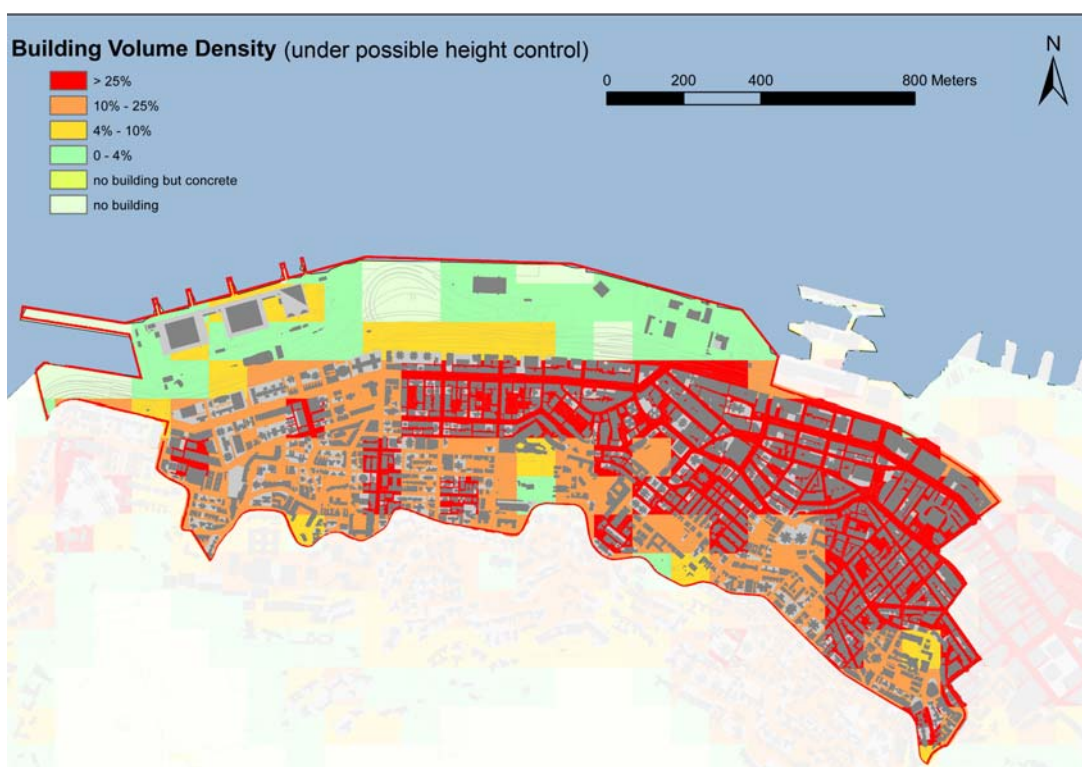 Building Volume Density (under possible height control)
> 25%
10% - 25%
4% - 10%
0 - 4%
no building but concrete
no building
0 200 400 800 Meters
N